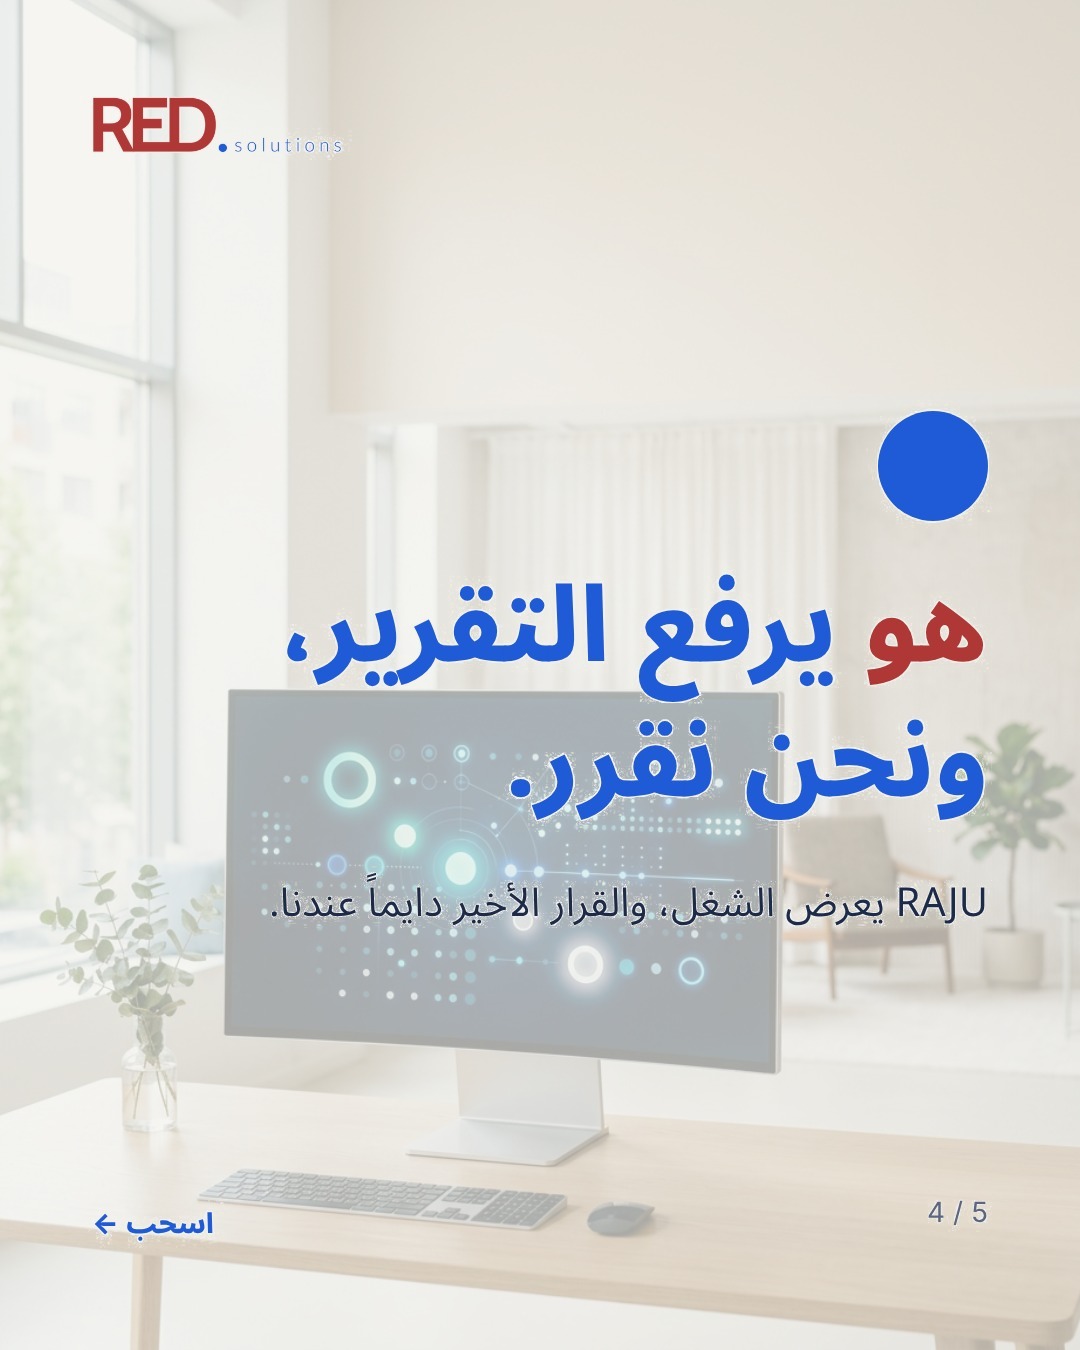 RED.solutions
هو يرفع التقرير،
ونحن نقرر.
RAJU يعرض الشغل، والقرار الأخير دايماً عندنا.
4 / 5
اسحب ←